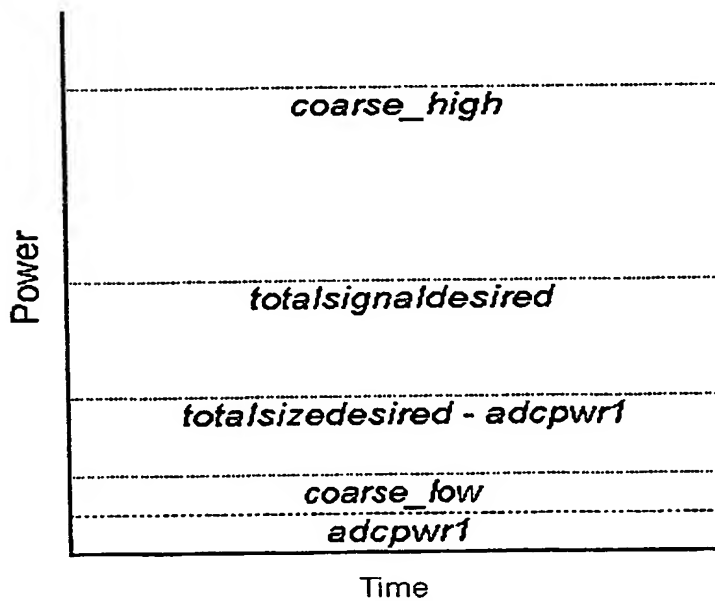 coarse_high
Power
totalsignaldesired
totalsizedesired - adcpwr1
coarse_low
adcpwr1
Time